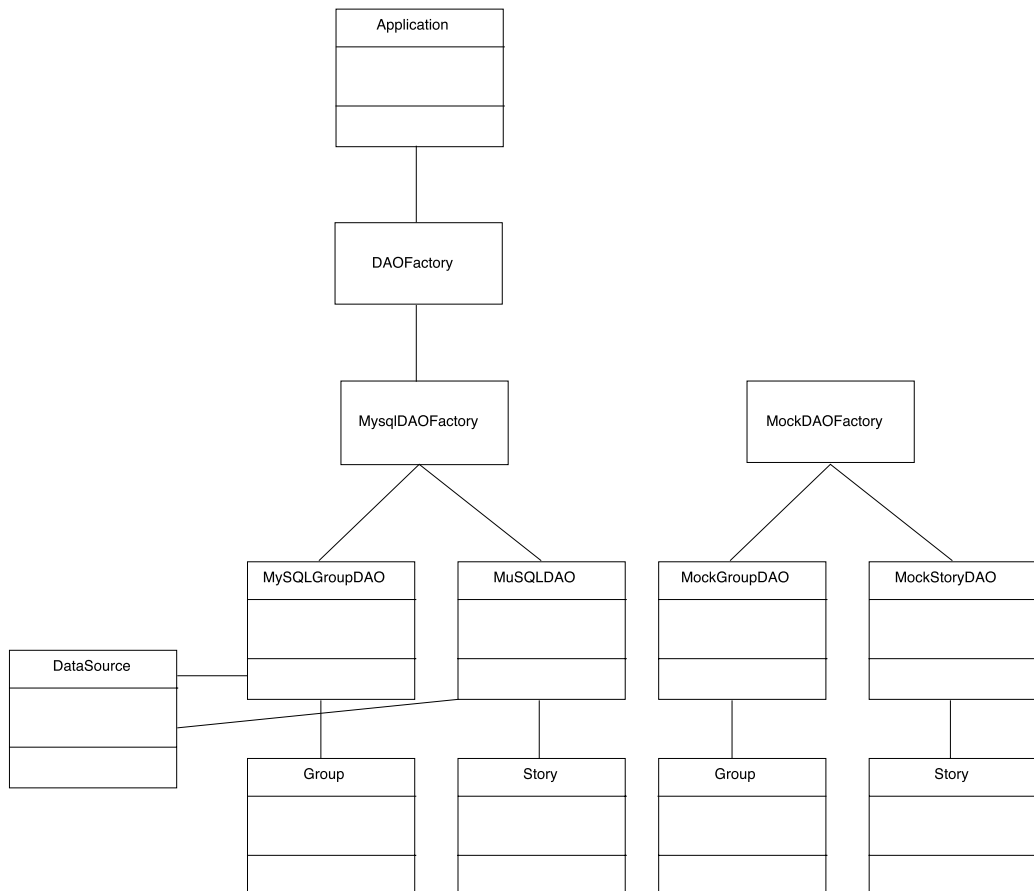 Application
DAOFactory
MysqlDAOFactory
MockDAOFactory
MySQLGroupDAO
MuSQLDAO
MockGroupDAO
MockStoryDAO
DataSource
Group
Story
Group
Story